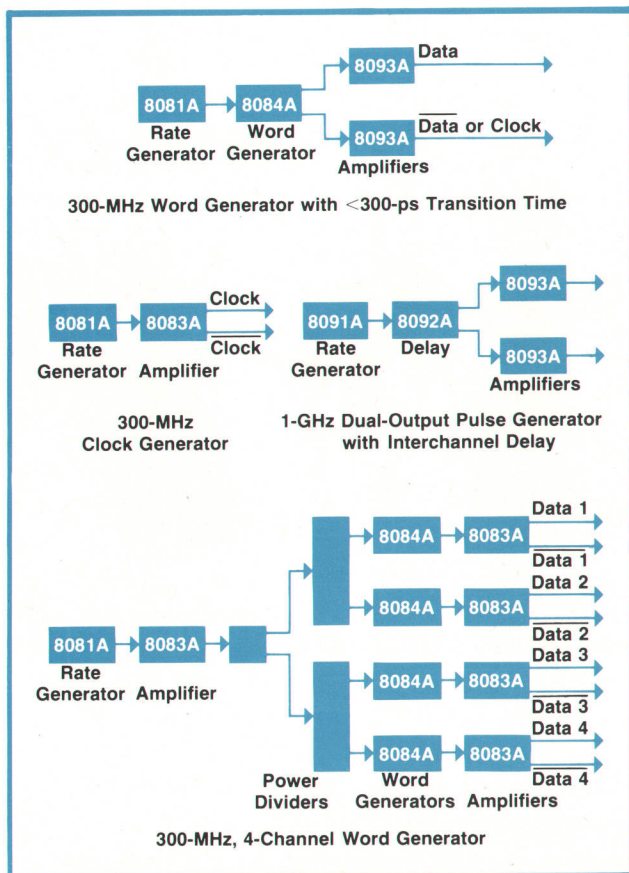 8093A
Data
8081A
8084A
Rate
Generator
Word
Generator
8093A
Data or Clock
Amplifiers
300-MHz Word Generator with <300-ps Transition Time
8081A
8083A
Clock
Clock
Rate
Generator
Amplifier
300-MHz
Clock Generator
8091A
8092A
8093A
Rate
Generator
Delay
8093A
Amplifiers
1-GHz Dual-Output Pulse Generator
with Interchannel Delay
8084A
8083A
Data 1
Data 1
8084A
8083A
Data 2
Data 2
8081A
8083A
Rate
Generator
Amplifier
8084A
8083A
Data 3
Data 3
8084A
8083A
Data 4
Data 4
Power
Dividers
Word
Generators
Amplifiers
300-MHz, 4-Channel Word Generator